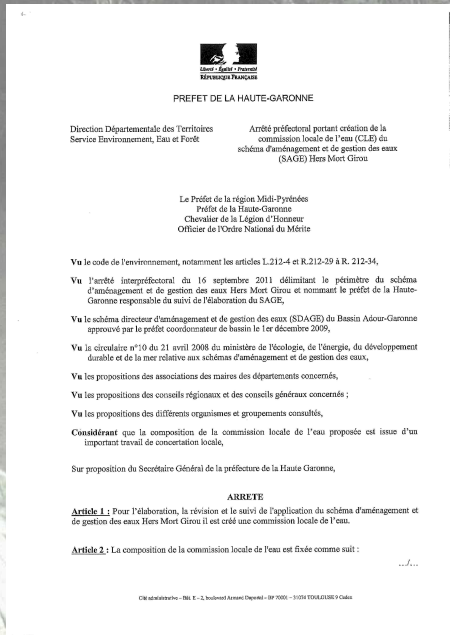 Liberté • Égalité • Fraternité
RÉPUBLIQUE FRANÇAISE
PREFET DE LA HAUTE-GARONNE
Direction Départementale des Territoires
Service Environnement, Eau et Forêt
Arrêté préfectoral portant création de la
commission locale de l'eau (CLE) du
schéma d'aménagement et de gestion des eaux
(SAGE) Hers Mort Girou
Le Préfet de la région Midi-Pyrénées
Préfet de la Haute-Garonne
Chevalier de la Légion d'Honneur
Officier de l'Ordre National du Mérite
Vu le code de l'environnement, notamment les articles L.212-4 et R.212-29 à R. 212-34,
Vu l'arrêté interpréfectoral du 16 septembre 2011 délimitant le périmètre du schéma
d'aménagement et de gestion des eaux Hers Mort Girou et nommant le préfet de la Haute-
Garonne responsable du suivi de l'élaboration du SAGE,
Vu le schéma directeur d'aménagement et de gestion des eaux (SDAGE) du Bassin Adour-Garonne
approuvé par le préfet coordonnateur de bassin le 1er décembre 2009,
Vu la circulaire n°10 du 21 avril 2008 du ministère de l'écologie, de l'énergie, du développement
durable et de la mer relative aux schémas d'aménagement et de gestion des eaux,
Vu les propositions des associations des maires des départements concernés,
Vu les propositions des conseils régionaux et des conseils généraux concernés ;
Vu les propositions des différents organismes et groupements consultés,
Considérant que la composition de la commission locale de l'eau proposée est issue d'un
important travail de concertation locale,
Sur proposition du Secrétaire Général de la préfecture de la Haute Garonne,
ARRETE
Article 1 : Pour l'élaboration, la révision et le suivi de l'application du schéma d'aménagement et
de gestion des eaux Hers Mort Girou il est créé une commission locale de l'eau.
Article 2 : La composition de la commission locale de l'eau est fixée comme suit :
.../...
Cité administrative – Bât. E – 2, boulevard Armand Duportal – BP 70001 – 31074 TOULOUSE 9 Cedex